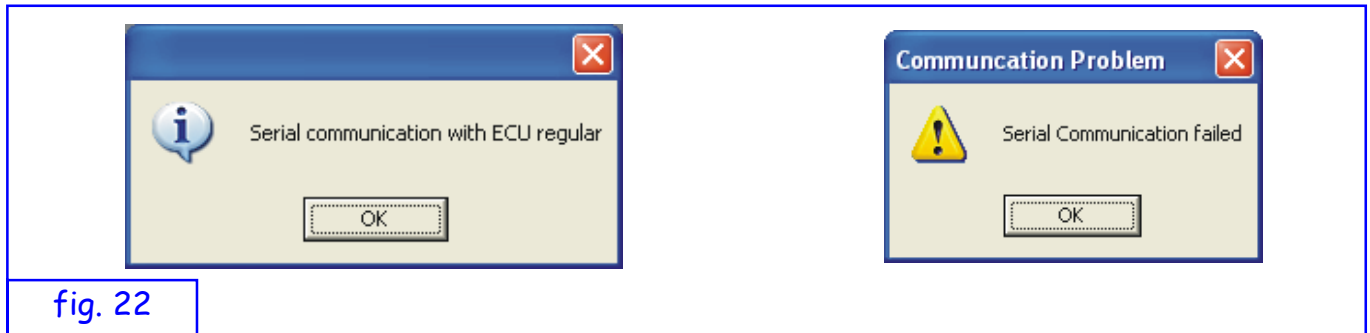 Serial communication with ECU regular
OK
Communcation Problem
Serial Communication failed
OK
fig. 22